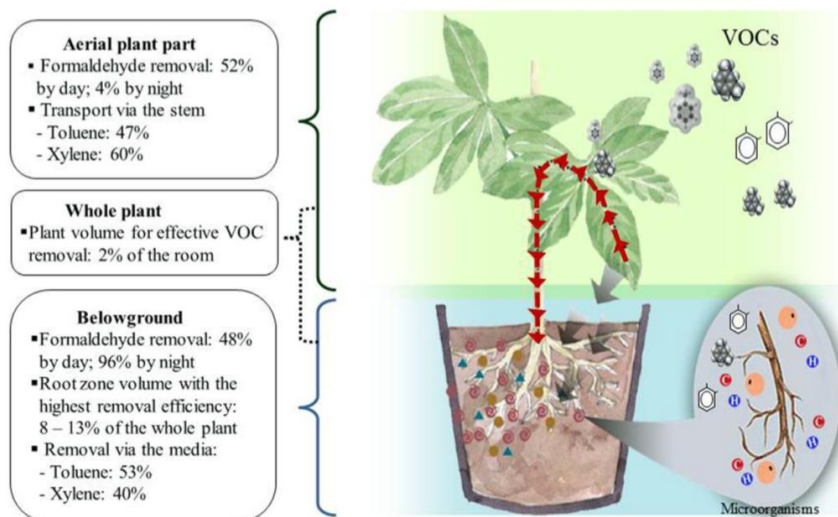 Aerial plant part
▪ Formaldehyde removal: 52%
by day; 4% by night
▪ Transport via the stem
- Toluene: 47%
- Xylene: 60%
Whole plant
▪Plant volume for effective VOC
removal: 2% of the room
Belowground
▪Formaldehyde removal: 48%
by day; 96% by night
▪Root zone volume with the
highest removal efficiency:
8 – 13% of the whole plant
▪ Removal via the media:
- Toluene: 53%
- Xylene: 40%
VOCs
C
H
C
H
C
H
C
H
Microorganisms